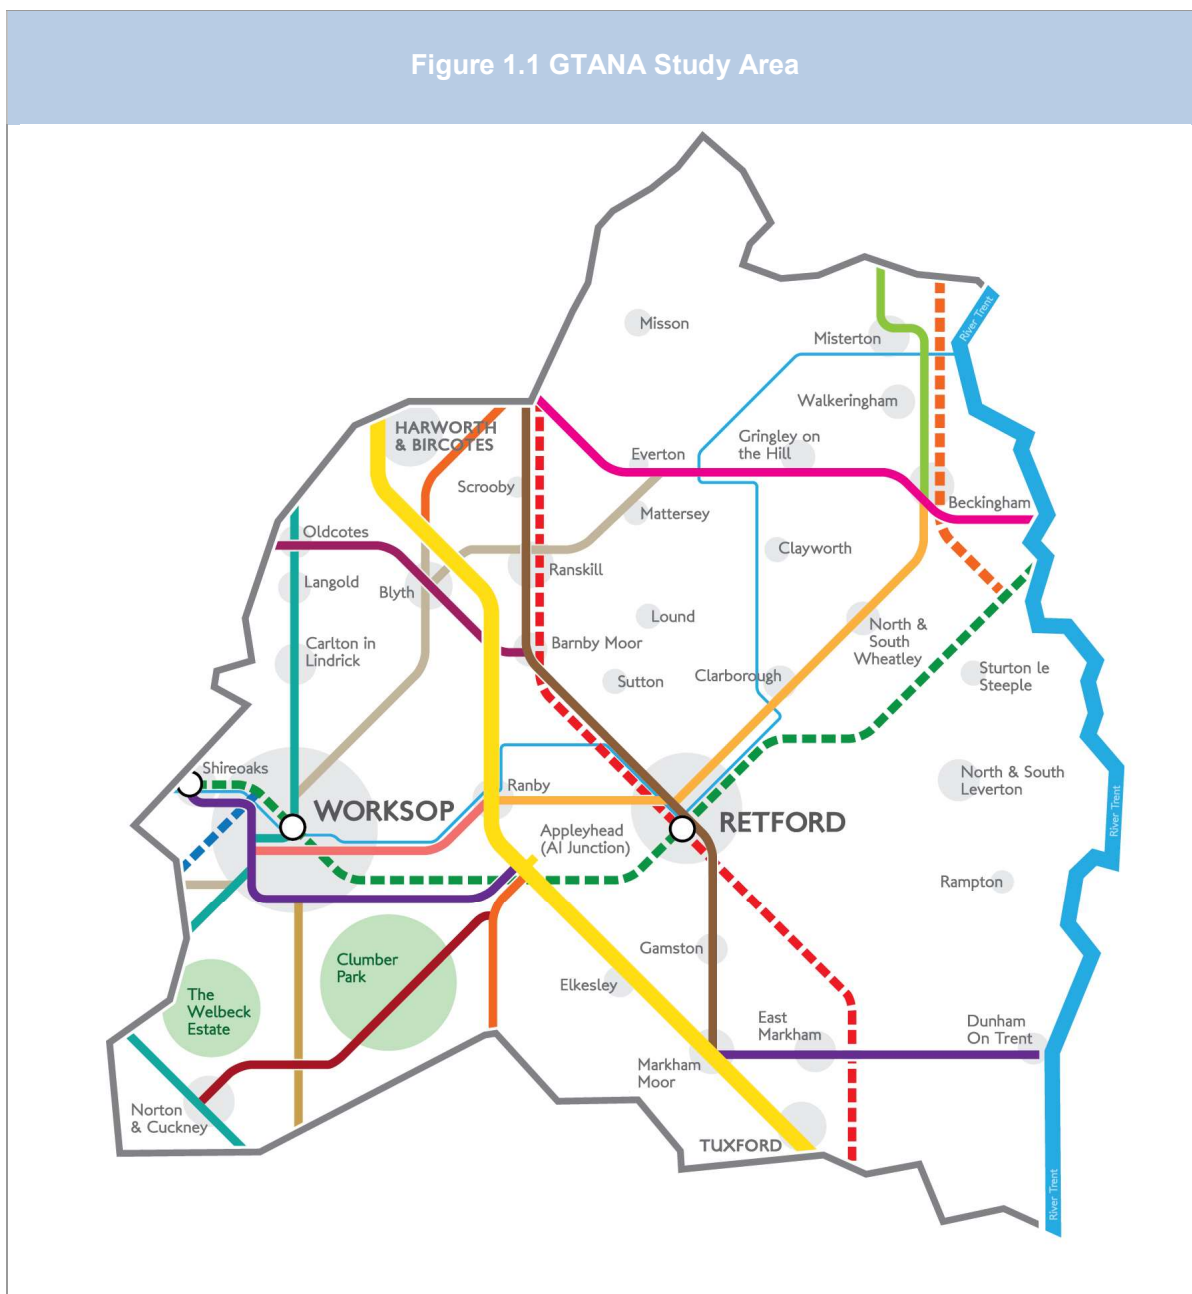 Figure 1.1 GTANA Study Area
River Trent
Misson
Misterton
Walkeringham
HARWORTH
& BIRCOTES
Gringley on
the Hill
Everton
Scrooby
Beckingham
Mattersey
Oldcotes
Clayworth
Ranskill
Langold
Blyth
Lound
North &
South
Wheatley
Carlton in
Lindrick
Barnby Moor
Sutton
Clarborough
Sturton le
Steeple
Shireoaks
North & South
Leverton
Ranby
WORKSOP
RETFORD
River Trent
Appleyhead
(AI Junction)
Rampton
Gamston
Clumber
Park
Elkesley
The
Welbeck
Estate
East
Markham
Dunham
On Trent
Markham
Moor
Norton
& Cuckney
TUXFORD
River Trent